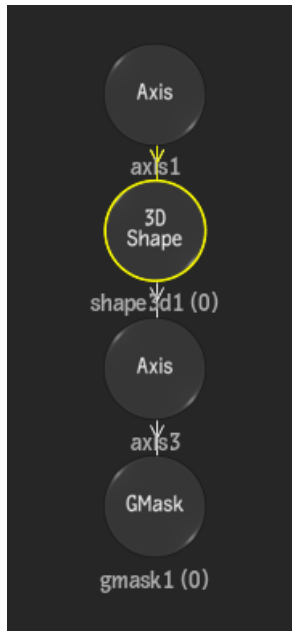 Axis
axis1
3D
Shape
shape3d1 (0)
Axis
axis3
GMask
gmask1 (0)